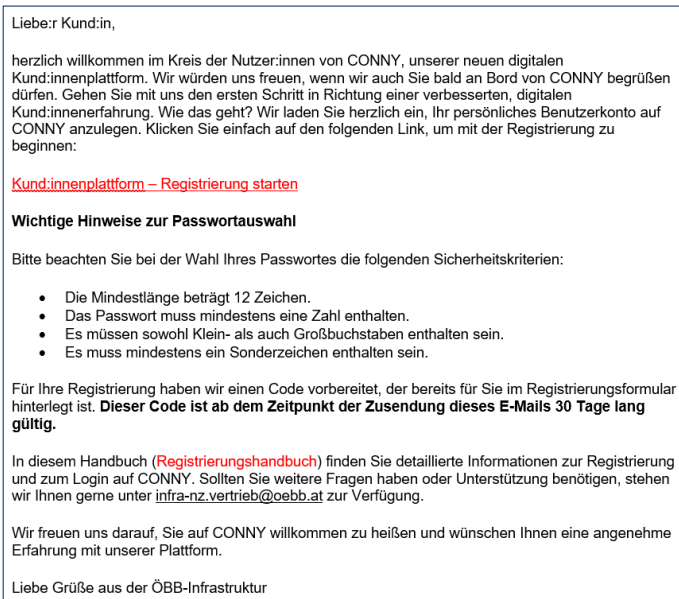 Liebe:r Kund:in,
herzlich willkommen im Kreis der Nutzer:innen von CONNY, unserer neuen digitalen
Kund:innenplattform. Wir würden uns freuen, wenn wir auch Sie bald an Bord von CONNY begrüßen
dürfen. Gehen Sie mit uns den ersten Schritt in Richtung einer verbesserten, digitalen
Kund:innenerfahrung. Wie das geht? Wir laden Sie herzlich ein, Ihr persönliches Benutzerkonto auf
CONNY anzulegen. Klicken Sie einfach auf den folgenden Link, um mit der Registrierung zu
beginnen:
Kund:innenplattform – Registrierung starten
Wichtige Hinweise zur Passwortauswahl
Bitte beachten Sie bei der Wahl Ihres Passwortes die folgenden Sicherheitskriterien:
• Die Mindestlänge beträgt 12 Zeichen.
• Das Passwort muss mindestens eine Zahl enthalten.
• Es müssen sowohl Klein- als auch Großbuchstaben enthalten sein.
• Es muss mindestens ein Sonderzeichen enthalten sein.
Für Ihre Registrierung haben wir einen Code vorbereitet, der bereits für Sie im Registrierungsformular
hinterlegt ist. Dieser Code ist ab dem Zeitpunkt der Zusendung dieses E-Mails 30 Tage lang
gültig.
In diesem Handbuch (Registrierungshandbuch) finden Sie detaillierte Informationen zur Registrierung
und zum Login auf CONNY. Sollten Sie weitere Fragen haben oder Unterstützung benötigen, stehen
wir Ihnen gerne unter infra-nz.vertrieb@oebb.at zur Verfügung.
Wir freuen uns darauf, Sie auf CONNY willkommen zu heißen und wünschen Ihnen eine angenehme
Erfahrung mit unserer Plattform.
Liebe Grüße aus der ÖBB-Infrastruktur